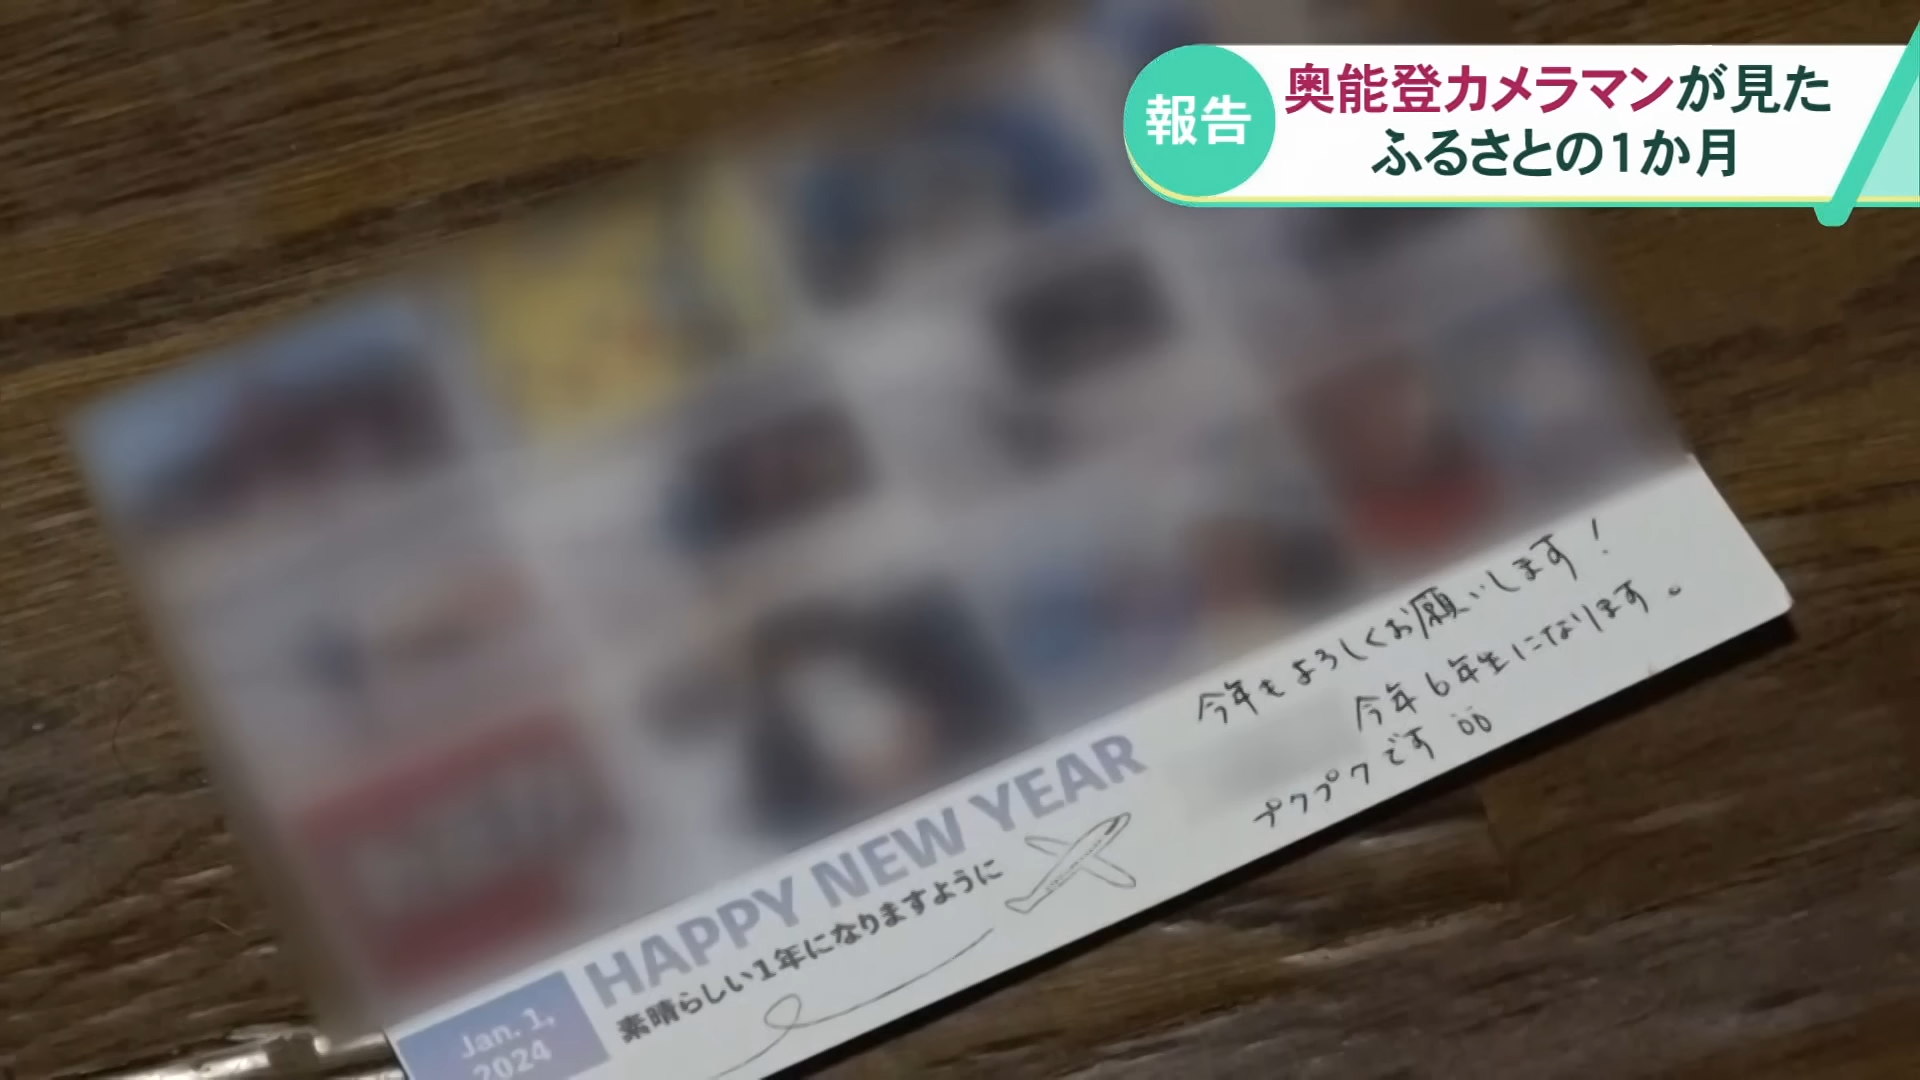 報告
奥能登カメラマンが見た
ふるさとの1か月
今年もよろしくお願いします!
今年6年生になります。
プクプクです
HAPPY NEW YEAR
素晴らしい1年になりますように
Jan. 1,
2024